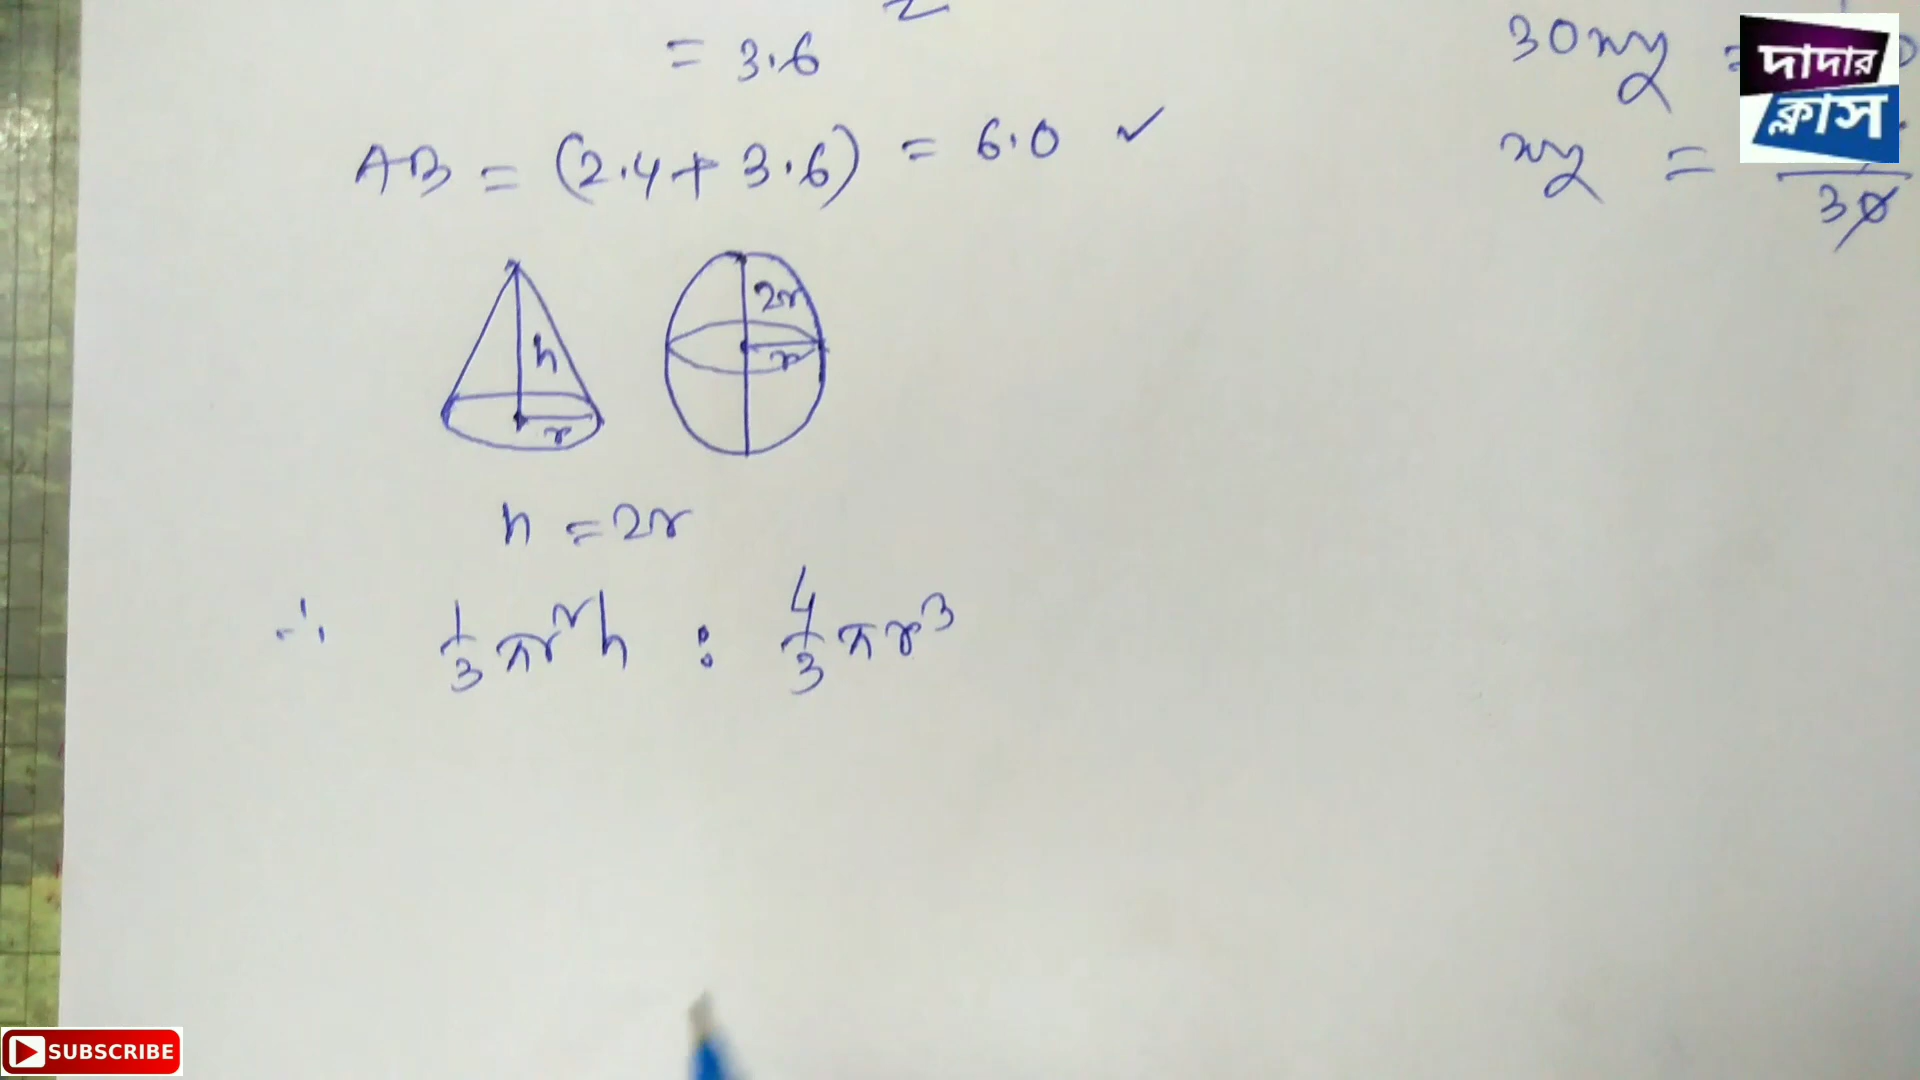 = 3.6
AB = (2.4 + 3.6) = 6.0 ✓
h
r
2r
r
h = 2r
∴ 1/3 πr²h : 4/3 πr³
30xy =
xy =
30
দাদার
ক্লাস
SUBSCRIBE